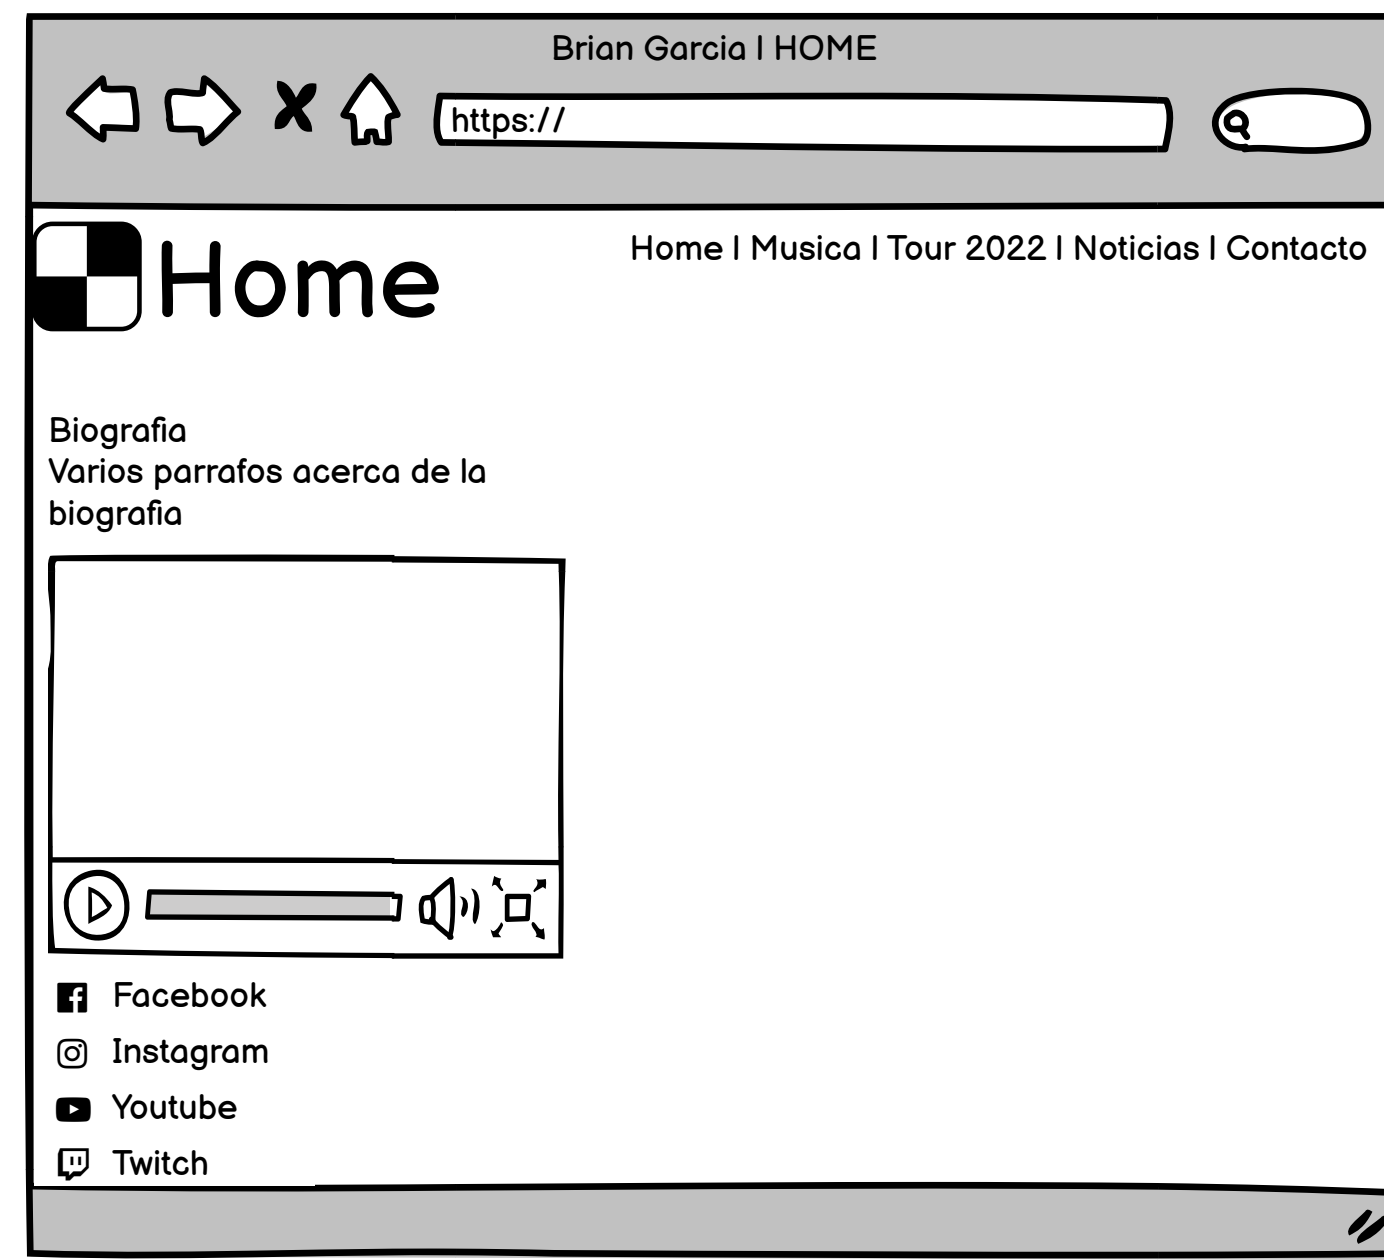 Brian Garcia | HOME
https://
Home
Home | Musica | Tour 2022 | Noticias | Contacto
Biografia
Varios parrafos acerca de la
biografia
Facebook
Instagram
Youtube
Twitch